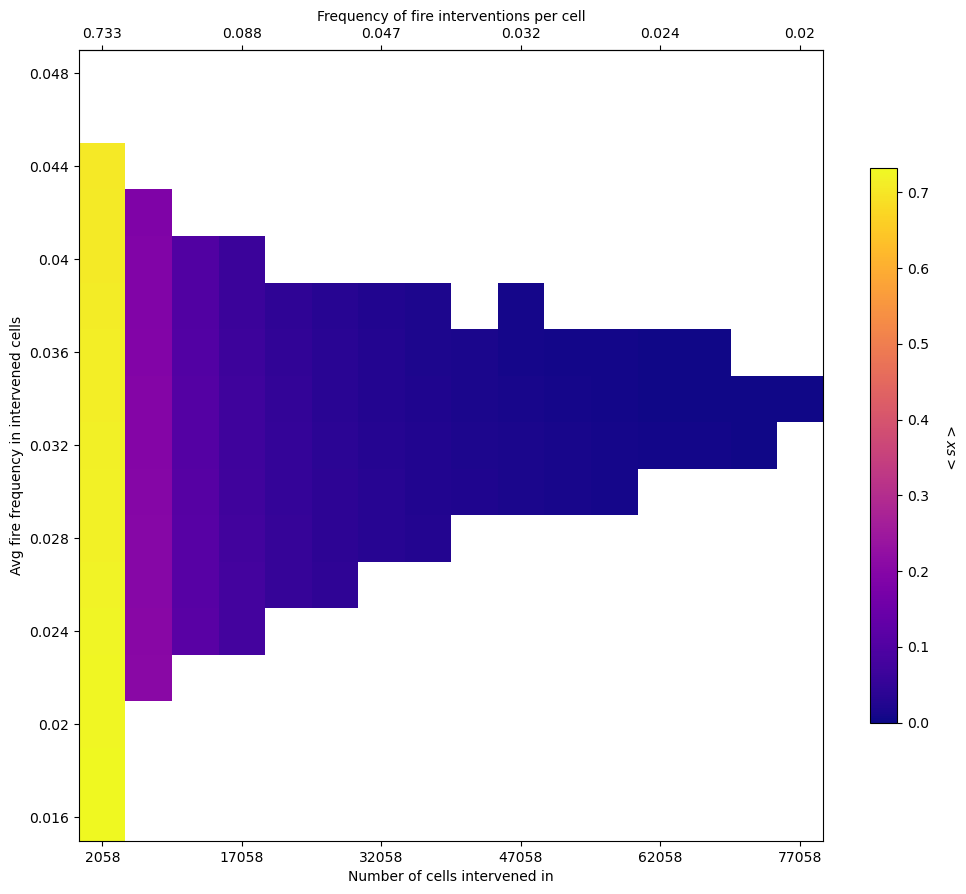 Frequency of fire interventions per cell
0.733 0.088 0.047 0.032 0.024 0.02
0.048
0.044
0.04
0.036
0.032
0.028
0.024
0.02
0.016
Avg fire frequency in intervened cells
2058 17058 32058 47058 62058 77058
Number of cells intervened in
0.7
0.6
0.5
0.4
0.3
0.2
0.1
0.0
< sx >